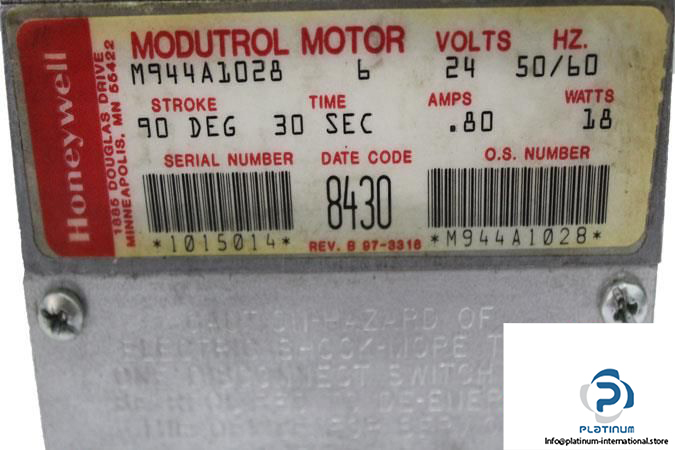 Honeywell
1885 DOUGLAS DRIVE
MINNEAPOLIS, MN 55422
MODUTROL MOTOR VOLTS HZ.
M944A1028 6 24 50/60
STROKE TIME AMPS WATTS
90 DEG 30 SEC .80 18
SERIAL NUMBER DATE CODE O.S. NUMBER
8430
*1015014* REV. B 97-3316 *M944A1028*
CAUTION-HAZARD OF
ELECTRIC SHOCK-MORE T
ONE DISCONNECT SWITCH
PLATINUM
Info@platinum-international.store